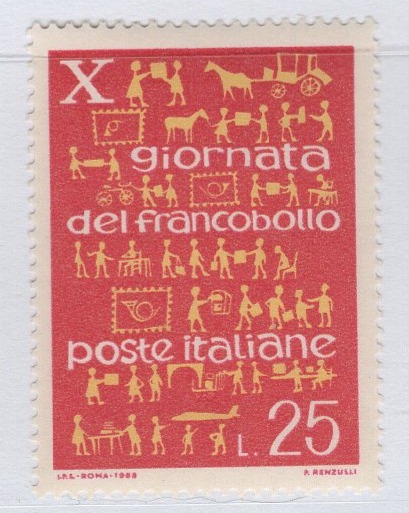 X
giornata
del francobollo
poste italiane
L. 25
I.P.S. - ROMA - 1968 P. RENZULLI